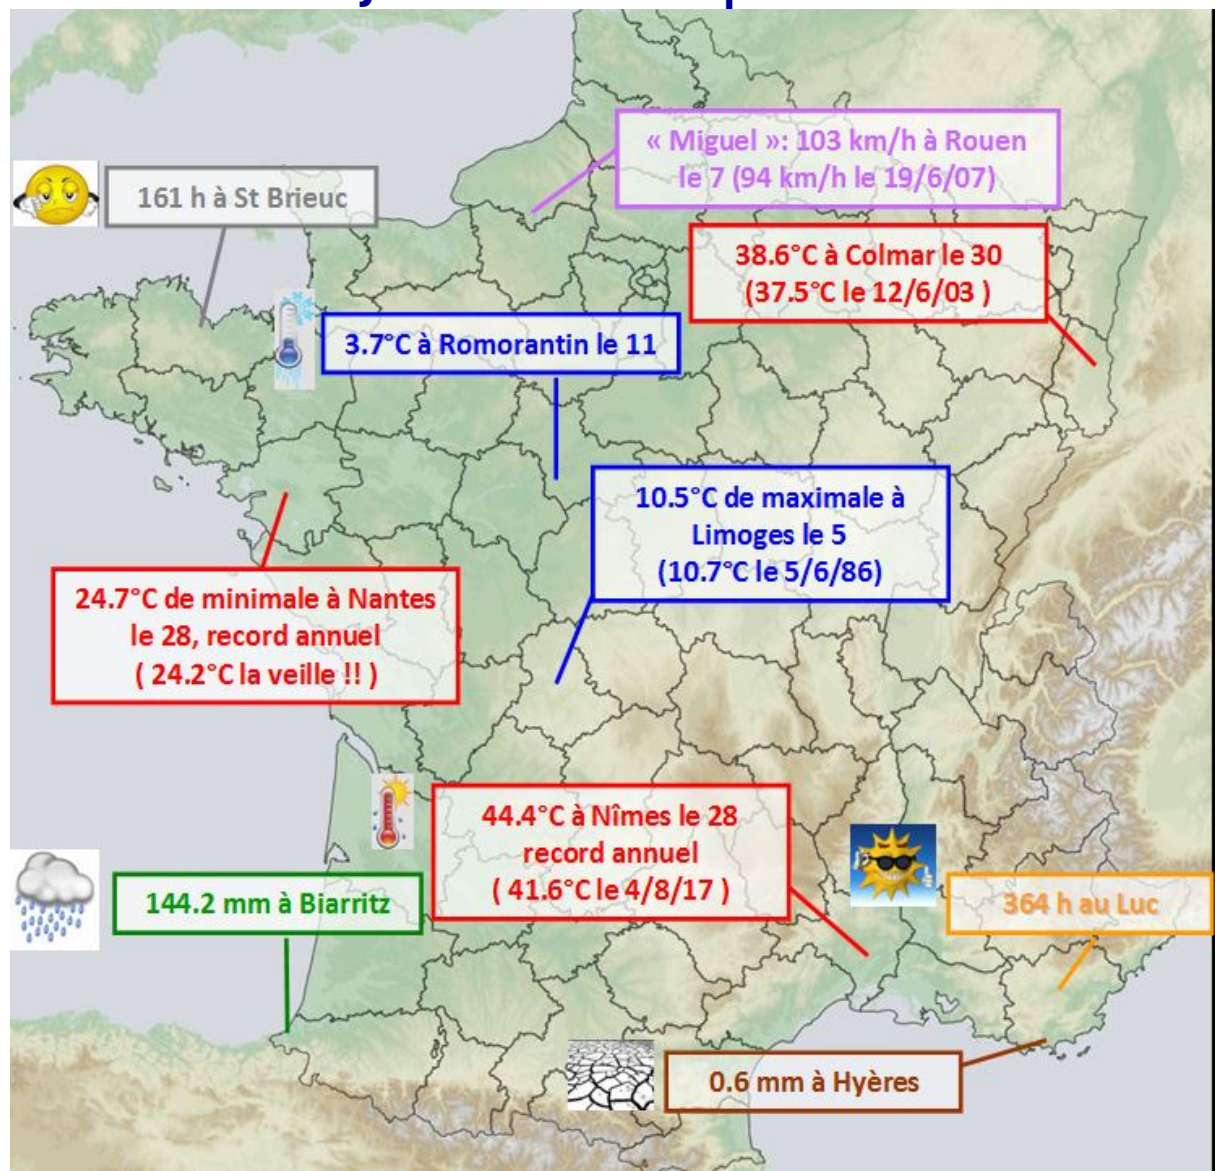 « Miguel »: 103 km/h à Rouen
le 7 (94 km/h le 19/6/07)
161 h à St Brieuc
38.6°C à Colmar le 30
(37.5°C le 12/6/03 )
3.7°C à Romorantin le 11
10.5°C de maximale à
Limoges le 5
(10.7°C le 5/6/86)
24.7°C de minimale à Nantes
le 28, record annuel
( 24.2°C la veille !! )
44.4°C à Nîmes le 28
record annuel
( 41.6°C le 4/8/17 )
144.2 mm à Biarritz
364 h au Luc
0.6 mm à Hyères